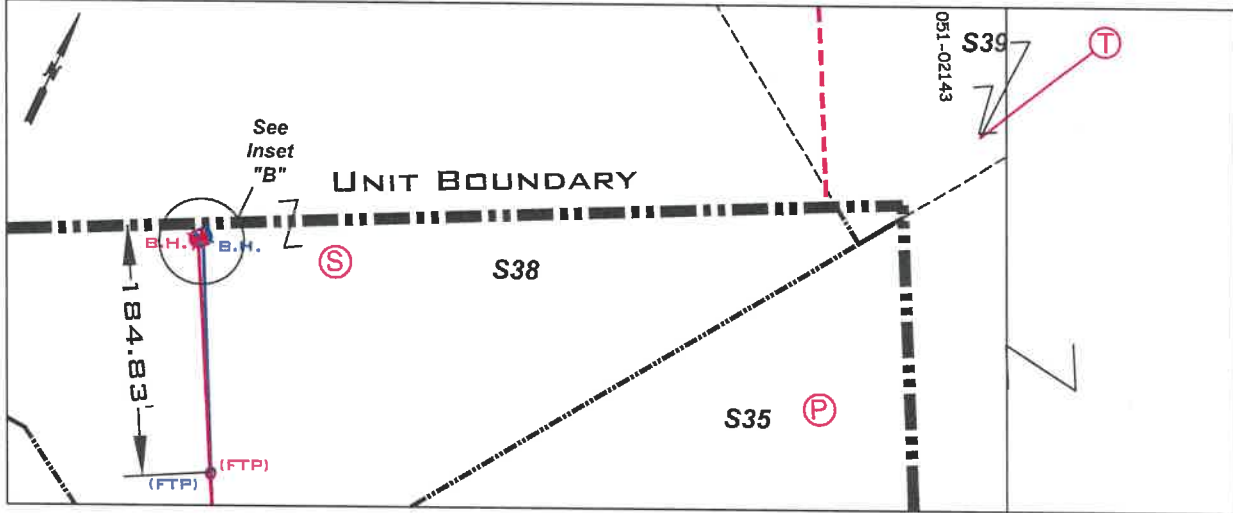 N
See
Inset
"B"
UNIT BOUNDARY
051-02143
S39
T
B.H.
B.H.
S
S38
184.83'
S35
P
(FTP)
(FTP)